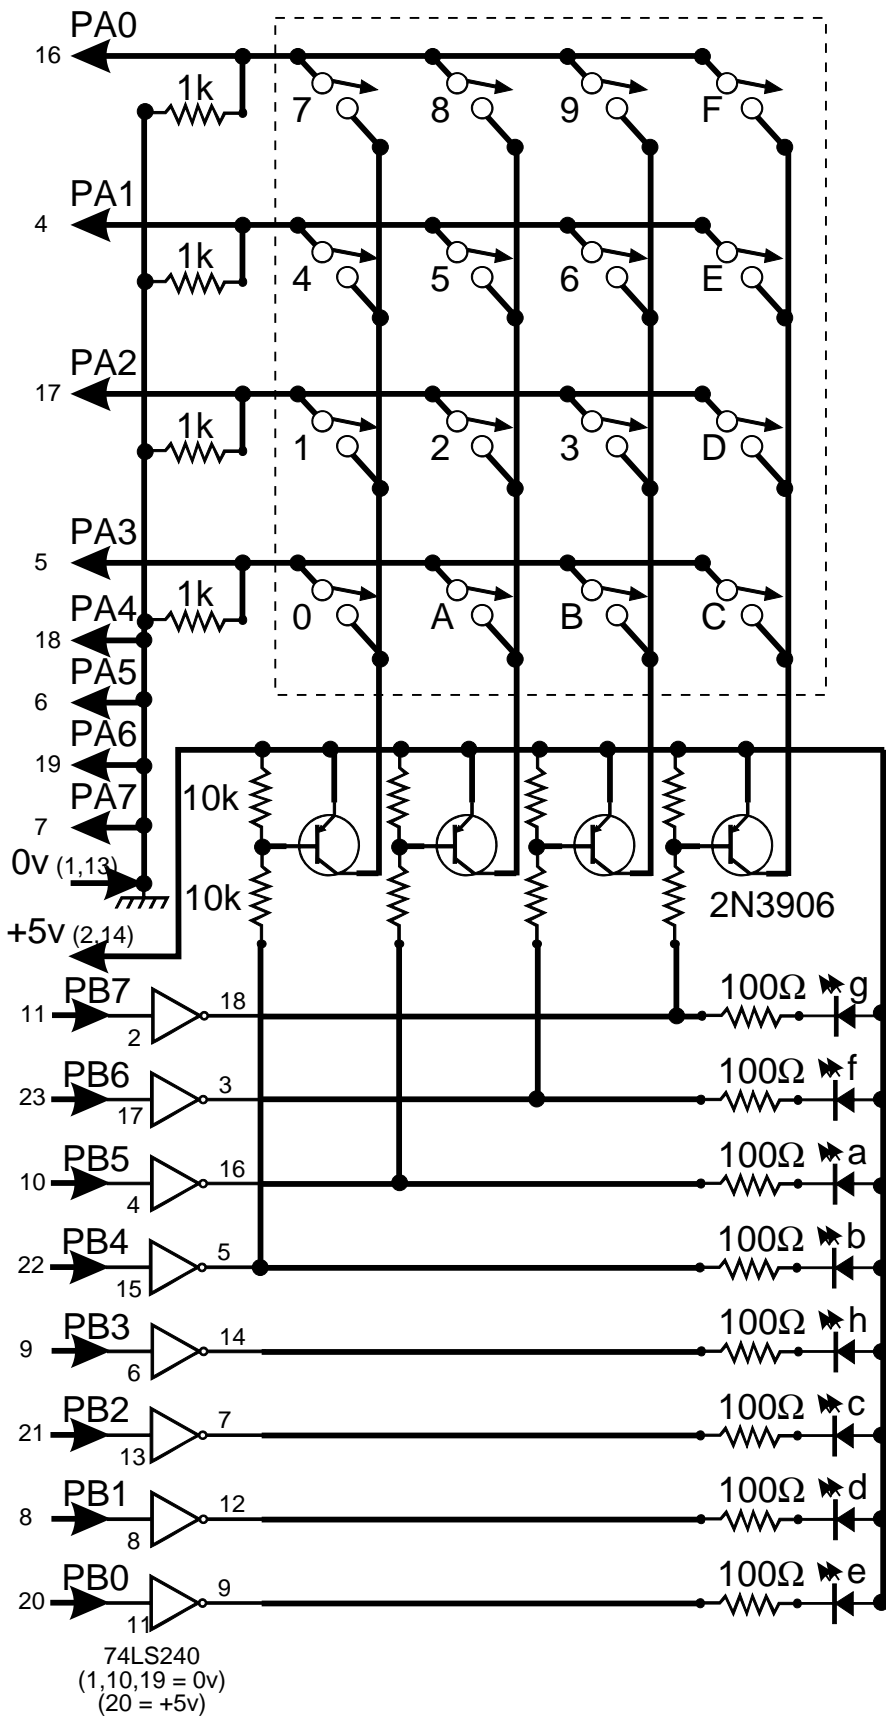 PA0
16
1k
7 8 9 F
PA1
4
1k
4 5 6 E
PA2
17
1k
1 2 3 D
PA3
5
1k
0 A B C
PA4
18
PA5
6
PA6
19
10k
PA7
7
0v (1,13)
10k
2N3906
+5v (2,14)
PB7 100Ω g
11 18
2
PB6 100Ω f
23 3
17
PB5 100Ω a
10 16
4
PB4 100Ω b
22 5
15
PB3 100Ω h
9 14
6
PB2 100Ω c
21 7
13
PB1 100Ω d
8 12
8
PB0 100Ω e
20 9
11
74LS240
(1,10,19 = 0v)
(20 = +5v)